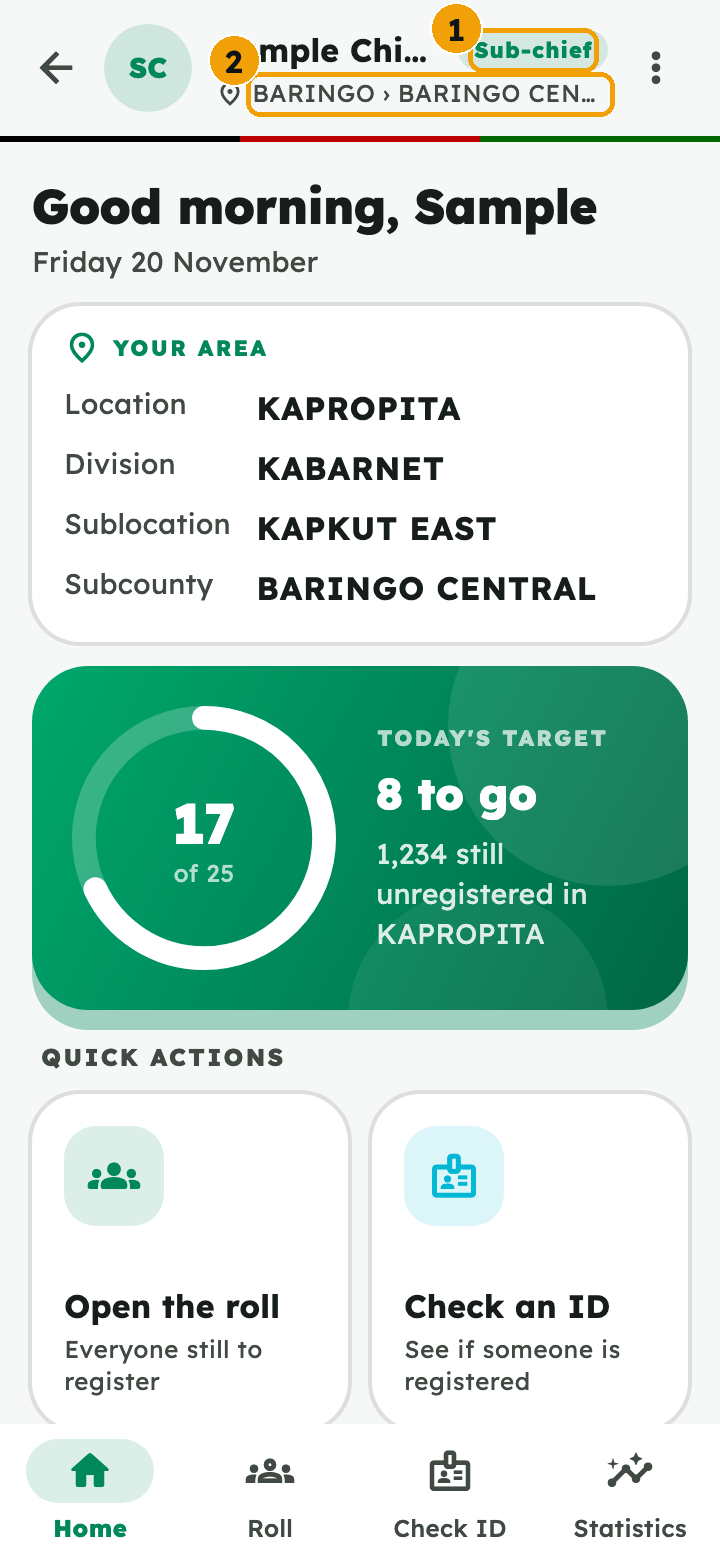 SC
mple Chi…
1
Sub-chief
2
BARINGO › BARINGO CEN…
Good morning, Sample
Friday 20 November
YOUR AREA
Location KAPROPITA
Division KABARNET
Sublocation KAPKUT EAST
Subcounty BARINGO CENTRAL
17
of 25
TODAY'S TARGET
8 to go
1,234 still
unregistered in
KAPROPITA
QUICK ACTIONS
Open the roll
Everyone still to
register
Check an ID
See if someone is
registered
Home Roll Check ID Statistics